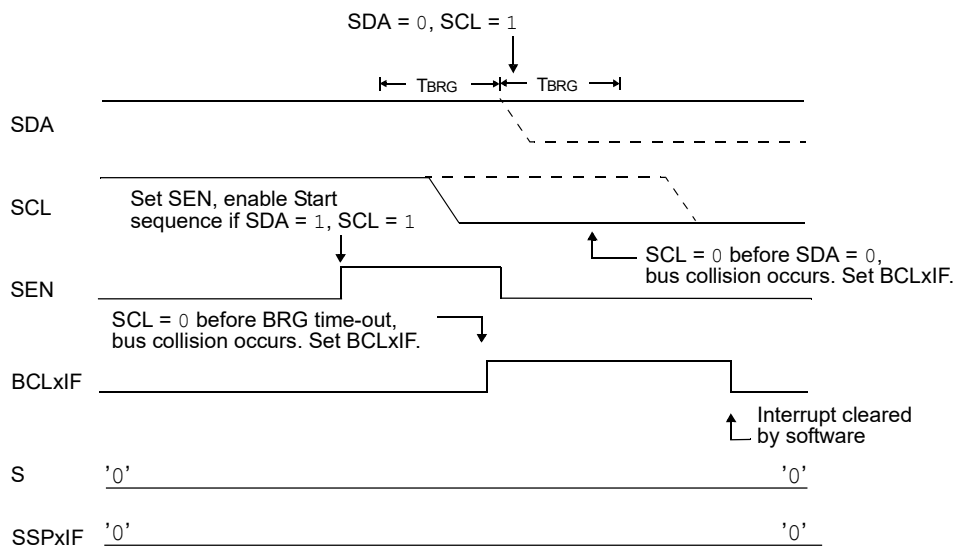 SDA = 0, SCL = 1
TBRG
TBRG
SDA
SCL
Set SEN, enable Start
sequence if SDA = 1, SCL = 1
SCL = 0 before SDA = 0,
bus collision occurs. Set BCLxIF.
SEN
SCL = 0 before BRG time-out,
bus collision occurs. Set BCLxIF.
BCLxIF
Interrupt cleared
by software
S
'0'
'0'
SSPxIF
'0'
'0'